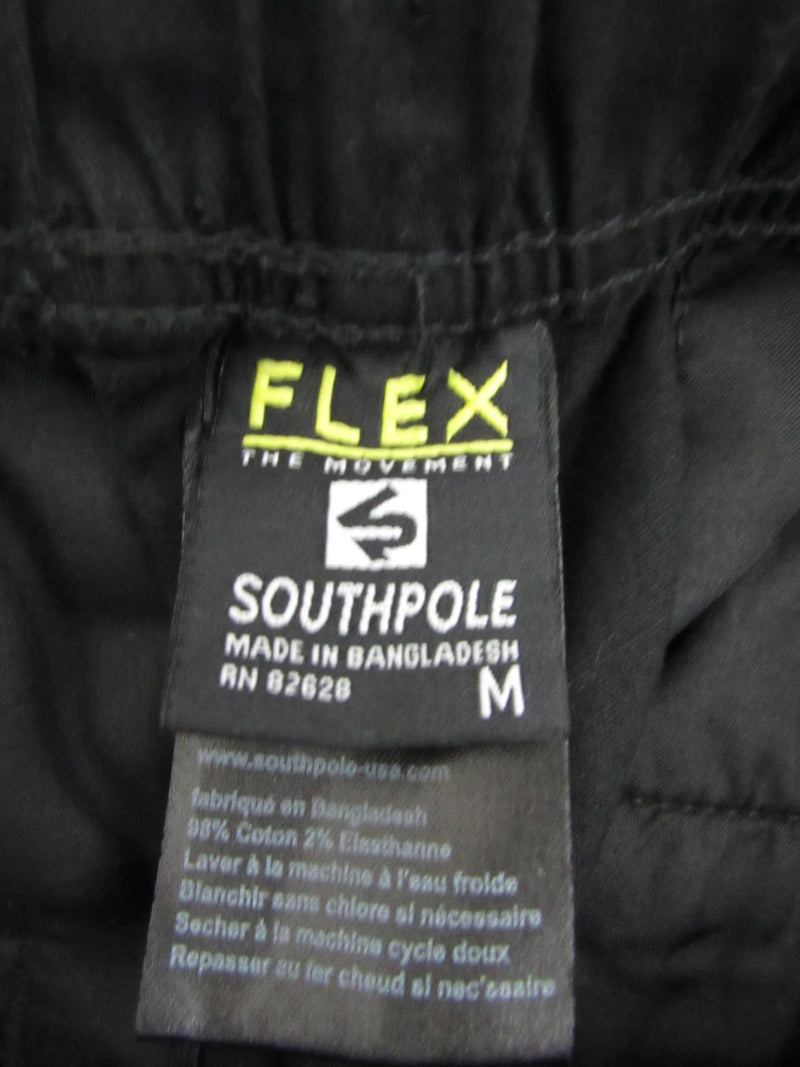 FLEX
THE MOVEMENT
SOUTHPOLE
MADE IN BANGLADESH
RN 82628
M
www.southpole-usa.com
fabriqué en Bangladesh
98% Coton 2% Elasthanne
Laver à la machine à l'eau froide
Blanchir sans chlore si nécessaire
Secher à la machine cycle doux
Repasser au fer chaud si nec'ssaire